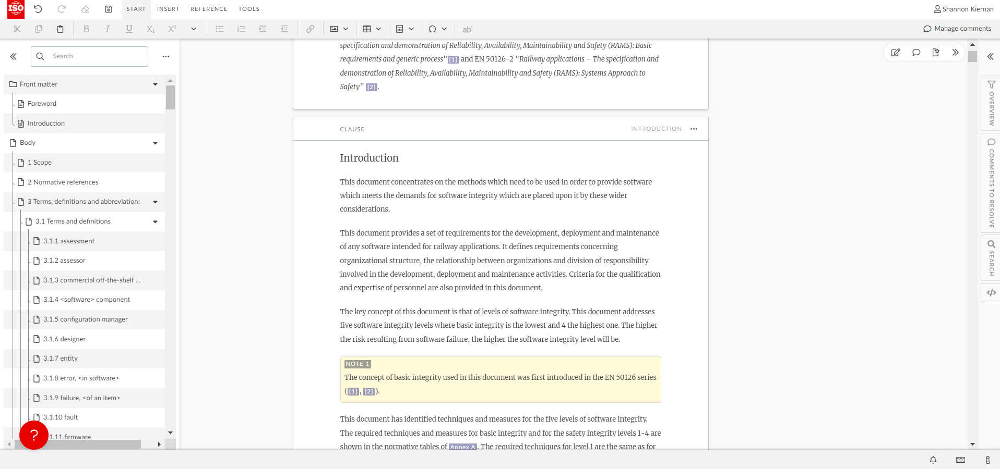 ISO
START INSERT REFERENCE TOOLS
Shannon Kiernan
B I U X₁ X¹
Ω
ab¹
Manage comments
Search
Front matter
Foreword
Introduction
Body
1 Scope
2 Normative references
3 Terms, definitions and abbreviations
3.1 Terms and definitions
3.1.1 assessment
3.1.2 assessor
3.1.3 commercial off-the-shelf ...
3.1.4 <software> component
3.1.5 configuration manager
3.1.6 designer
3.1.7 entity
3.1.8 error, <in software>
3.1.9 failure, <of an item>
3.1.10 fault
1.11 firmware
?
specification and demonstration of Reliability, Availability, Maintainability and Safety (RAMS): Basic
requirements and generic process"[1] and EN 50126-2 "Railway applications – The specification and
demonstration of Reliability, Availability, Maintainability and Safety (RAMS): Systems Approach to
Safety” [2].
CLAUSE
INTRODUCTION
Introduction
This document concentrates on the methods which need to be used in order to provide software
which meets the demands for software integrity which are placed upon it by these wider
considerations.
This document provides a set of requirements for the development, deployment and maintenance
of any software intended for railway applications. It defines requirements concerning
organizational structure, the relationship between organizations and division of responsibility
involved in the development, deployment and maintenance activities. Criteria for the qualification
and expertise of personnel are also provided in this document.
The key concept of this document is that of levels of software integrity. This document addresses
five software integrity levels where basic integrity is the lowest and 4 the highest one. The higher
the risk resulting from software failure, the higher the software integrity level will be.
NOTE 1
The concept of basic integrity used in this document was first introduced in the EN 50126 series
([1], [2]).
This document has identified techniques and measures for the five levels of software integrity.
The required techniques and measures for basic integrity and for the safety integrity levels 1-4 are
shown in the normative tables of Annex A. The required techniques for level 1 are the same as for
OVERVIEW
COMMENTS TO RESOLVE
SEARCH